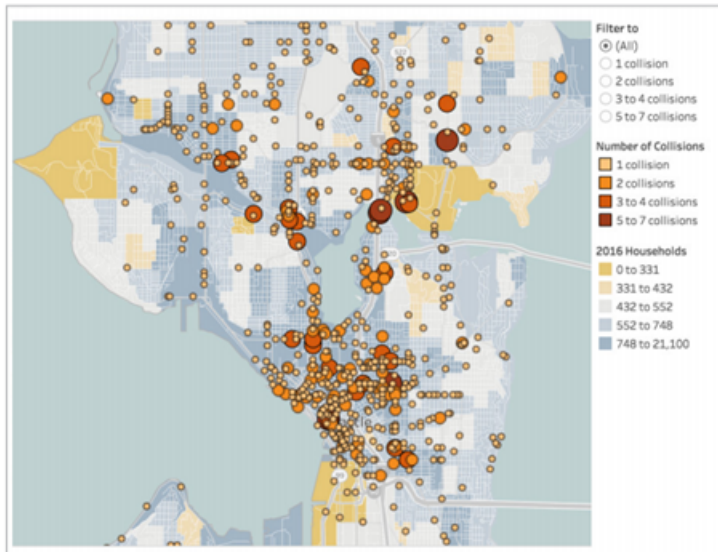 Filter to
(All)
1 collision
2 collisions
3 to 4 collisions
5 to 7 collisions
Number of Collisions
1 collision
2 collisions
3 to 4 collisions
5 to 7 collisions
2016 Households
0 to 331
331 to 432
432 to 552
552 to 748
748 to 21,100
522
99